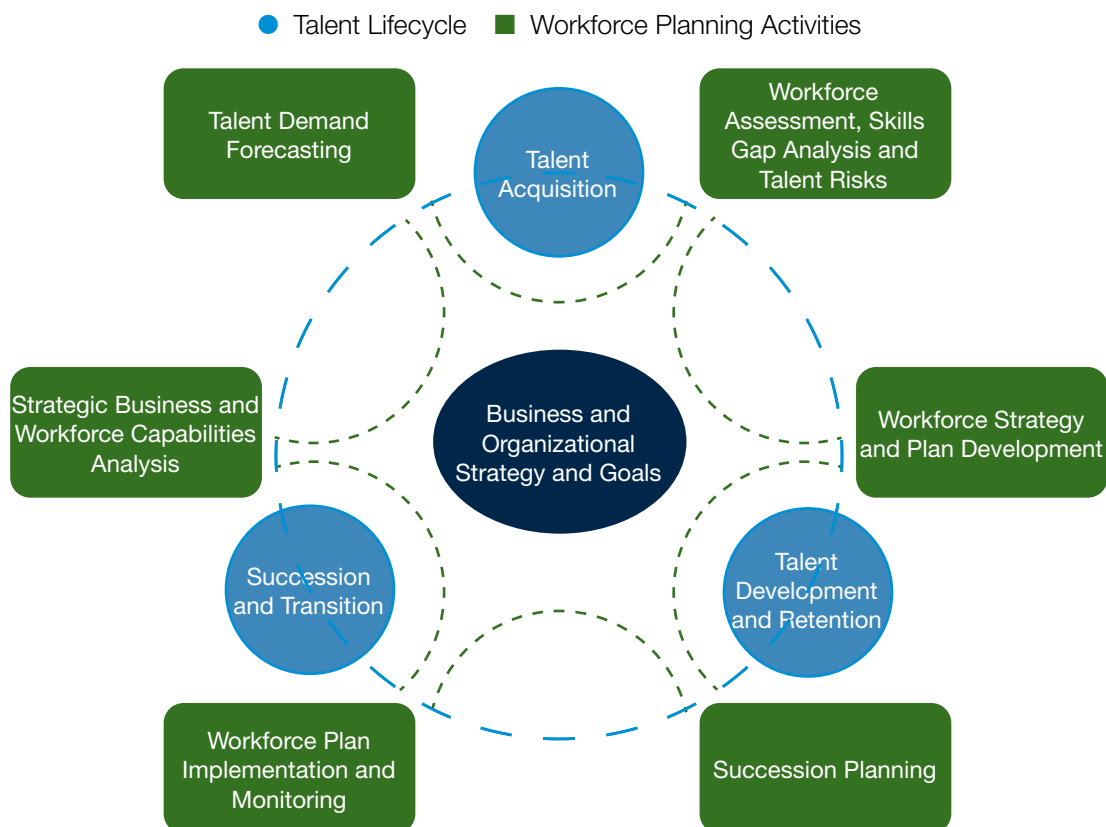 Talent Lifecycle
Workforce Planning Activities
Talent Demand
Forecasting
Talent
Acquisition
Workforce
Assessment, Skills
Gap Analysis and
Talent Risks
Strategic Business and
Workforce Capabilities
Analysis
Business and
Organizational
Strategy and Goals
Workforce Strategy
and Plan Development
Succession
and Transition
Talent
Development
and Retention
Workforce Plan
Implementation and
Monitoring
Succession Planning